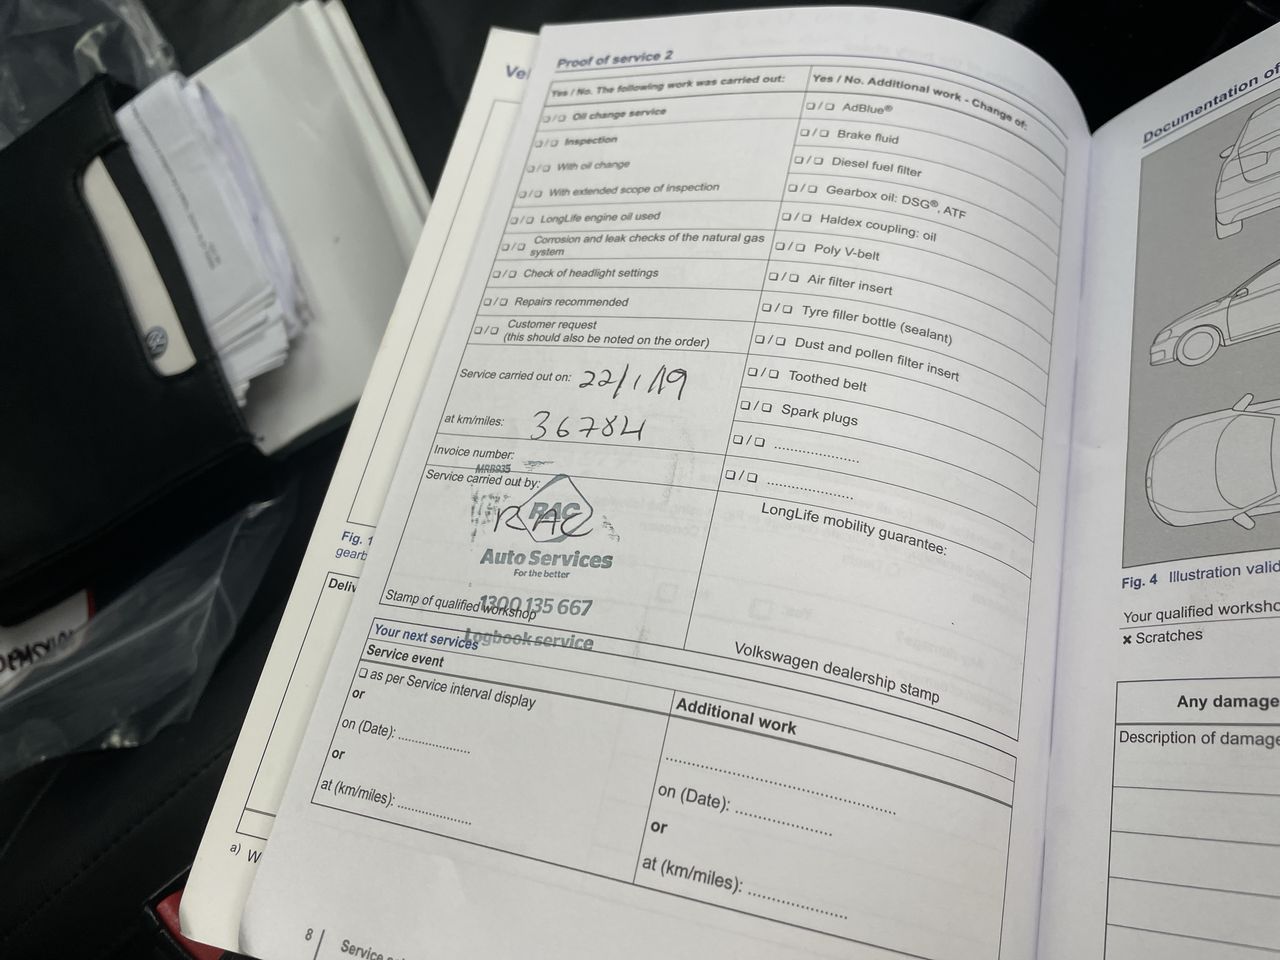 Proof of service 2
Yes / No. The following work was carried out:
❏ / ❏ Oil change service
❏ / ❏ Inspection
❏ / ❏ With oil change
❏ / ❏ With extended scope of inspection
❏ / ❏ LongLife engine oil used
❏ / ❏ Corrosion and leak checks of the natural gas
system
❏ / ❏ Check of headlight settings
❏ / ❏ Repairs recommended
❏ / ❏ Customer request
(this should also be noted on the order)
Service carried out on: 22/1/19
at km/miles: 36784
Invoice number:
MRB935
Service carried out by:
RAC
RAC
Auto Services
For the better
1300 135 667
Stamp of qualified workshop
Logbook service
Yes / No. Additional work - Change of:
❏ / ❏ AdBlue®
❏ / ❏ Brake fluid
❏ / ❏ Diesel fuel filter
❏ / ❏ Gearbox oil: DSG®, ATF
❏ / ❏ Haldex coupling: oil
❏ / ❏ Poly V-belt
❏ / ❏ Air filter insert
❏ / ❏ Tyre filler bottle (sealant)
❏ / ❏ Dust and pollen filter insert
❏ / ❏ Toothed belt
❏ / ❏ Spark plugs
❏ / ❏ .....................
❏ / ❏ .....................
LongLife mobility guarantee:
Volkswagen dealership stamp
Your next services
Service event
❏ as per Service interval display
or
on (Date): ..................
or
at (km/miles): ..................
Additional work
..........................................
on (Date): ..................
or
at (km/miles): ..................
8
Fig. 1
gearb
Deliv
a) W
Documentation of
Fig. 4 Illustration valid
Your qualified worksho
✖ Scratches
Any damage
Description of damage